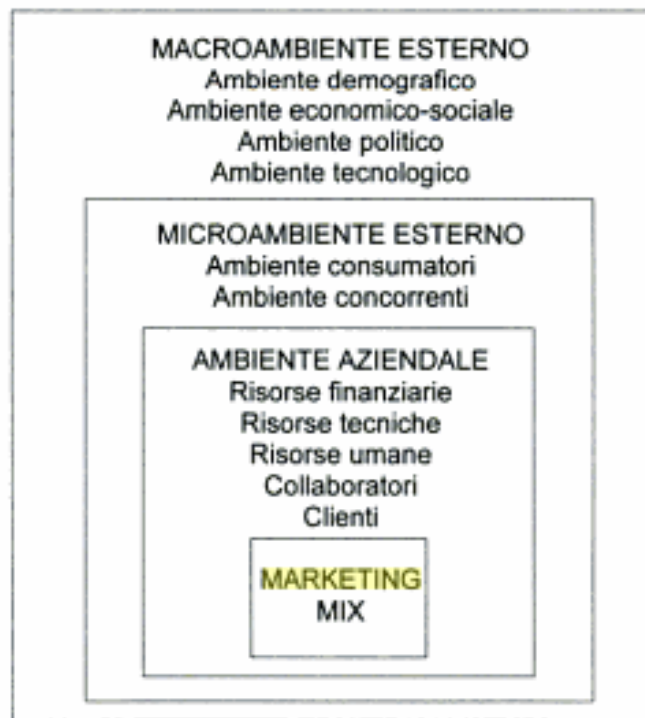 MACROAMBIENTE ESTERNO
Ambiente demografico
Ambiente economico-sociale
Ambiente politico
Ambiente tecnologico
MICROAMBIENTE ESTERNO
Ambiente consumatori
Ambiente concorrenti
AMBIENTE AZIENDALE
Risorse finanziarie
Risorse tecniche
Risorse umane
Collaboratori
Clienti
MARKETING
MIX